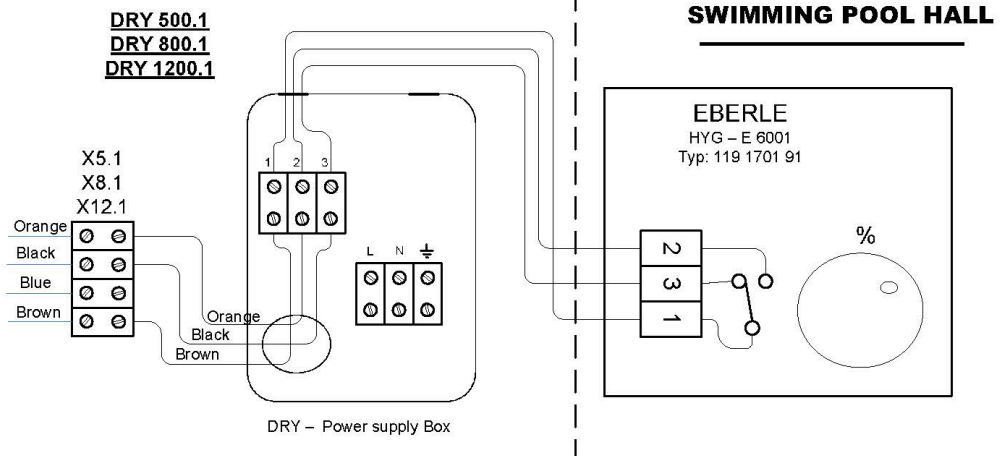 DRY 500.1
DRY 800.1
DRY 1200.1
SWIMMING POOL HALL
EBERLE
HYG – E 6001
Typ: 119 1701 91
X5.1
X8.1
X12.1
1 2 3
Orange
Black
Blue
Brown
L N
%
2
3
1
Orange
Black
Brown
DRY – Power supply Box